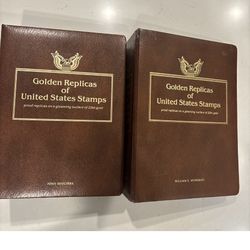 Golden Replicas
of
United States Stamps
proof replicas on a gleaming surface of 22kt gold
Golden Replicas
of
United States Stamps
proof replicas on a gleaming surface of 22kt gold